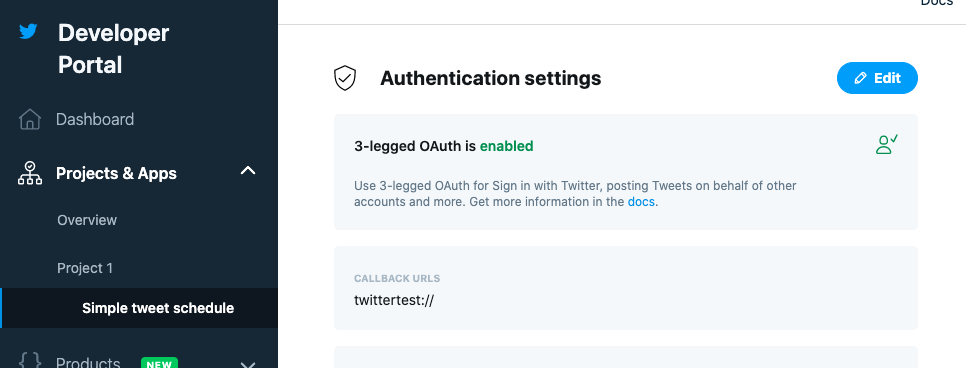 Docs
Developer
Portal
Dashboard
Projects & Apps
Overview
Project 1
Simple tweet schedule
Products NEW
Authentication settings
Edit
3-legged OAuth is enabled
Use 3-legged OAuth for Sign in with Twitter, posting Tweets on behalf of other
accounts and more. Get more information in the docs.
CALLBACK URLS
twittertest://